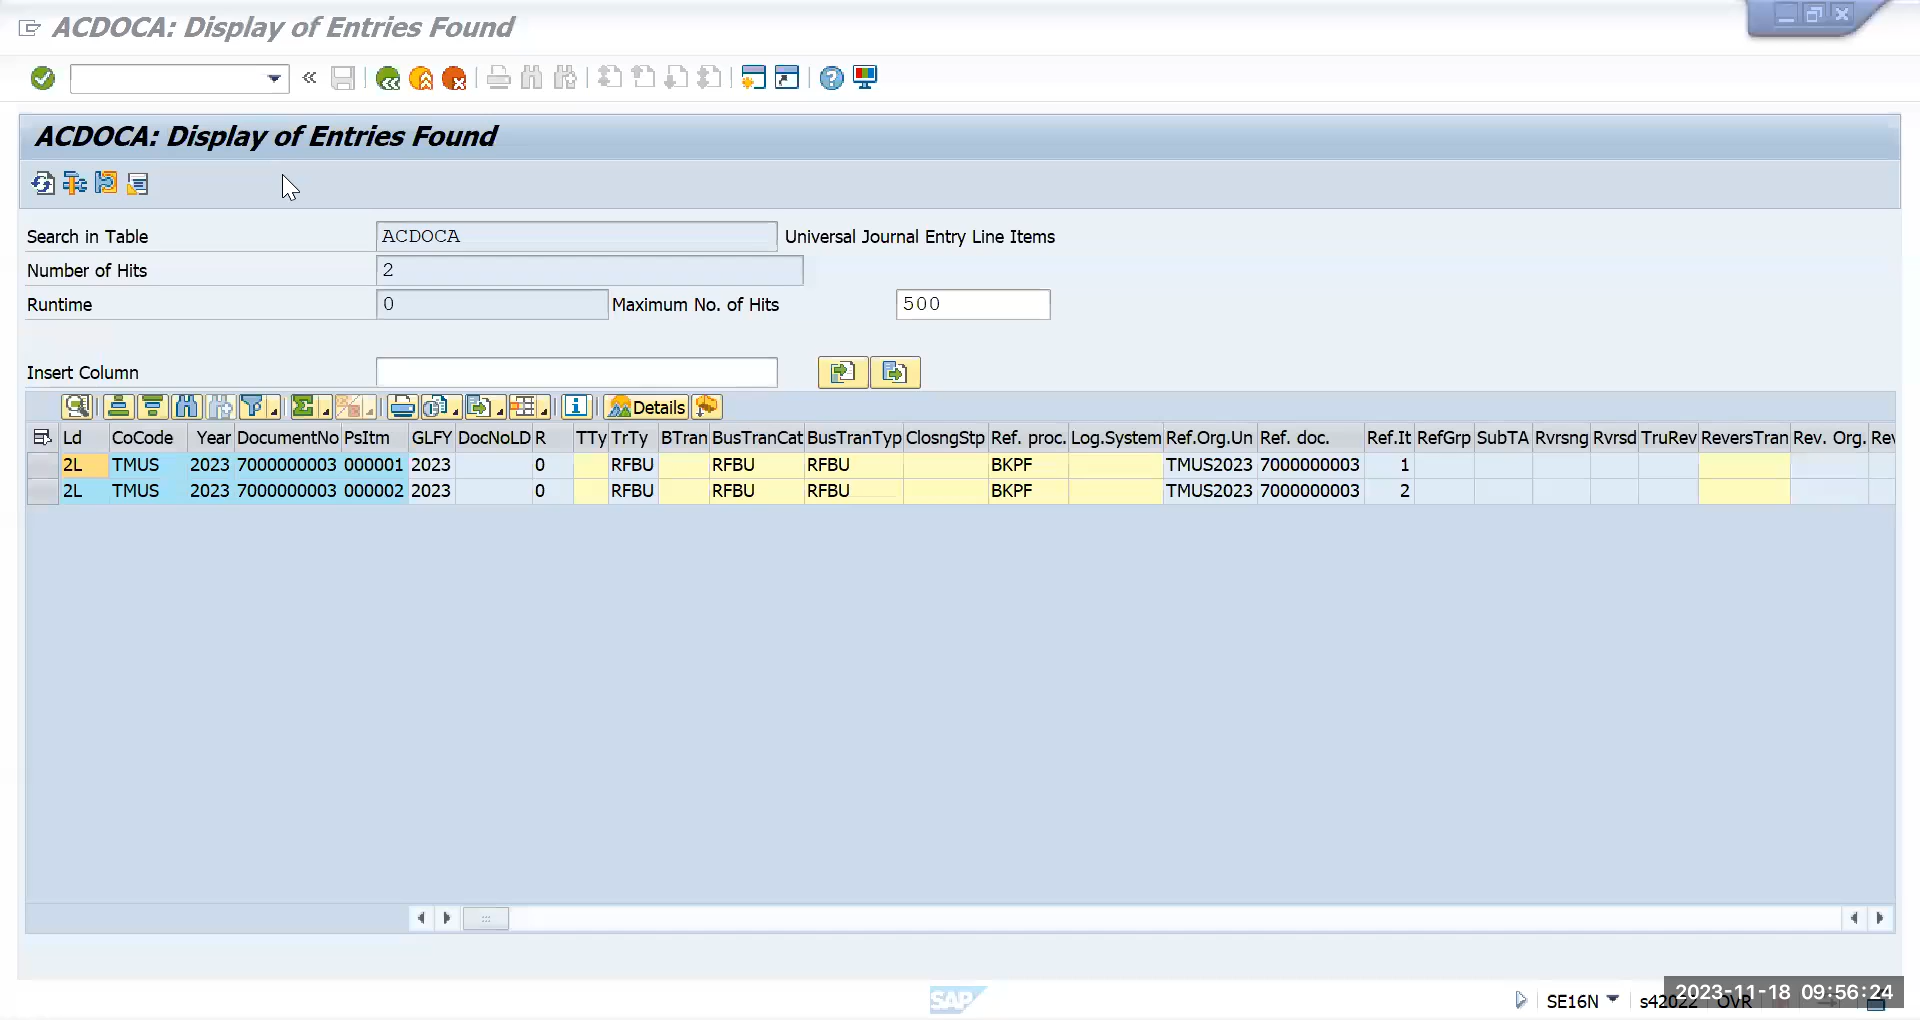 ACDOCA: Display of Entries Found
ACDOCA: Display of Entries Found
Search in Table ACDOCA Universal Journal Entry Line Items
Number of Hits 2
Runtime 0 Maximum No. of Hits 500
Insert Column
Details
Ld CoCode Year DocumentNo PsItm GLFY DocNoLD R TTy TrTy BTran BusTranCat BusTranTyp ClosngStp Ref. proc. Log.System Ref.Org.Un Ref. doc. Ref.It RefGrp SubTA Rvrsng Rvrsd TruRev ReversTran Rev. Org. Rev
2L TMUS 2023 7000000003 000001 2023 0 RFBU RFBU RFBU BKPF TMUS2023 7000000003 1
2L TMUS 2023 7000000003 000002 2023 0 RFBU RFBU RFBU BKPF TMUS2023 7000000003 2
SAP SE16N s42022 OVR
2023-11-18 09:56:24